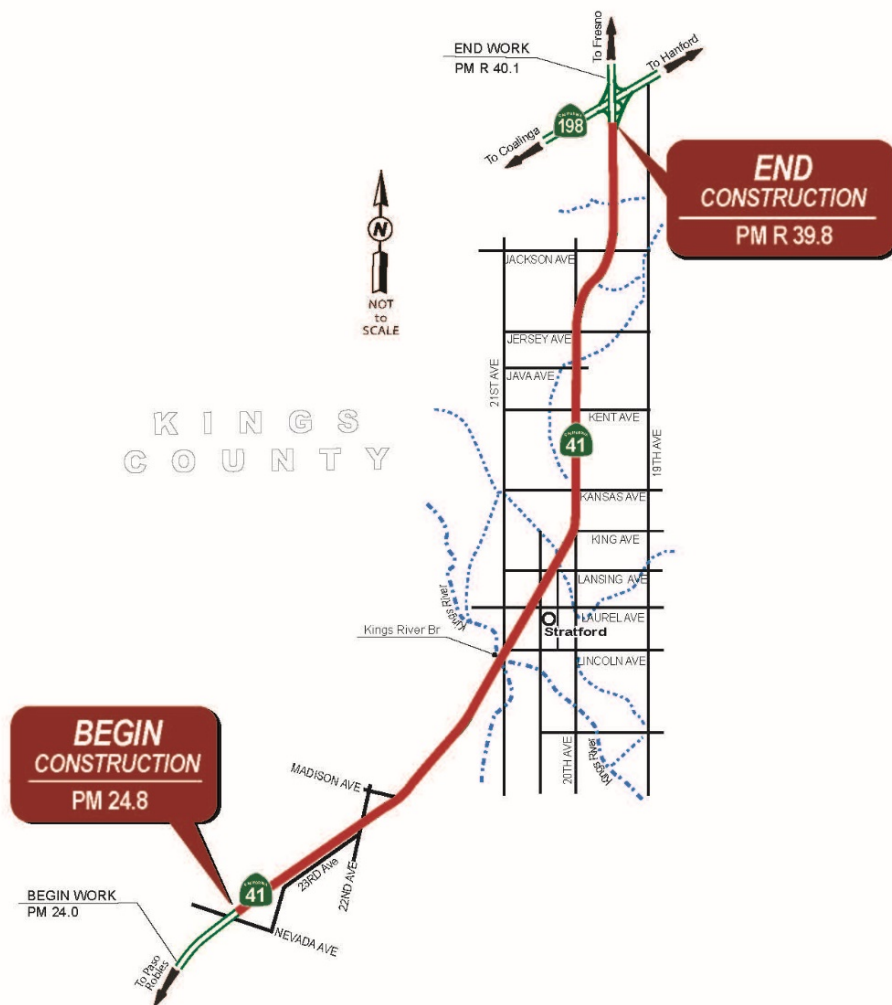 END WORK
PM R 40.1
To Fresno
To Hanford
CALIFORNIA
198
To Coalinga
END
CONSTRUCTION
PM R 39.8
N
NOT
to
SCALE
JACKSON AVE
JERSEY AVE
21ST AVE
JAVA AVE
KENT AVE
KINGS
COUNTY
41
19TH AVE
KANSAS AVE
KING AVE
LANSING AVE
Kings River
LAURELAVE
Stratford
Kings River Br
LINCOLN AVE
BEGIN
CONSTRUCTION
PM 24.8
20TH AVE
Kings River
MADISON AVE
23RD Ave
22ND AVE
41
BEGIN WORK
PM 24.0
NEVADA AVE
To Paso
Robles